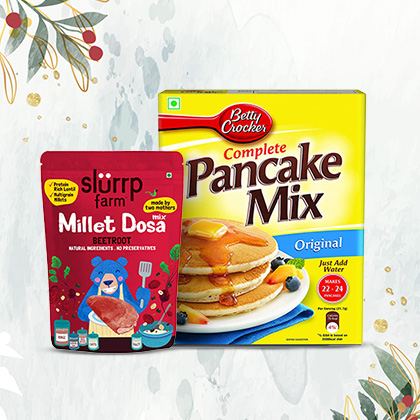 Betty
Crocker
Complete
Pancake
Mix
Original
Just Add
Water
MAKES
22 - 24
PANCAKES
slurrp
farm
Protein
Rich Lentil
Multigrain
Millets
made by
two mothers
Millet Dosa
mix
BEETROOT
NATURAL INGREDIENTS . NO PRESERVATIVES